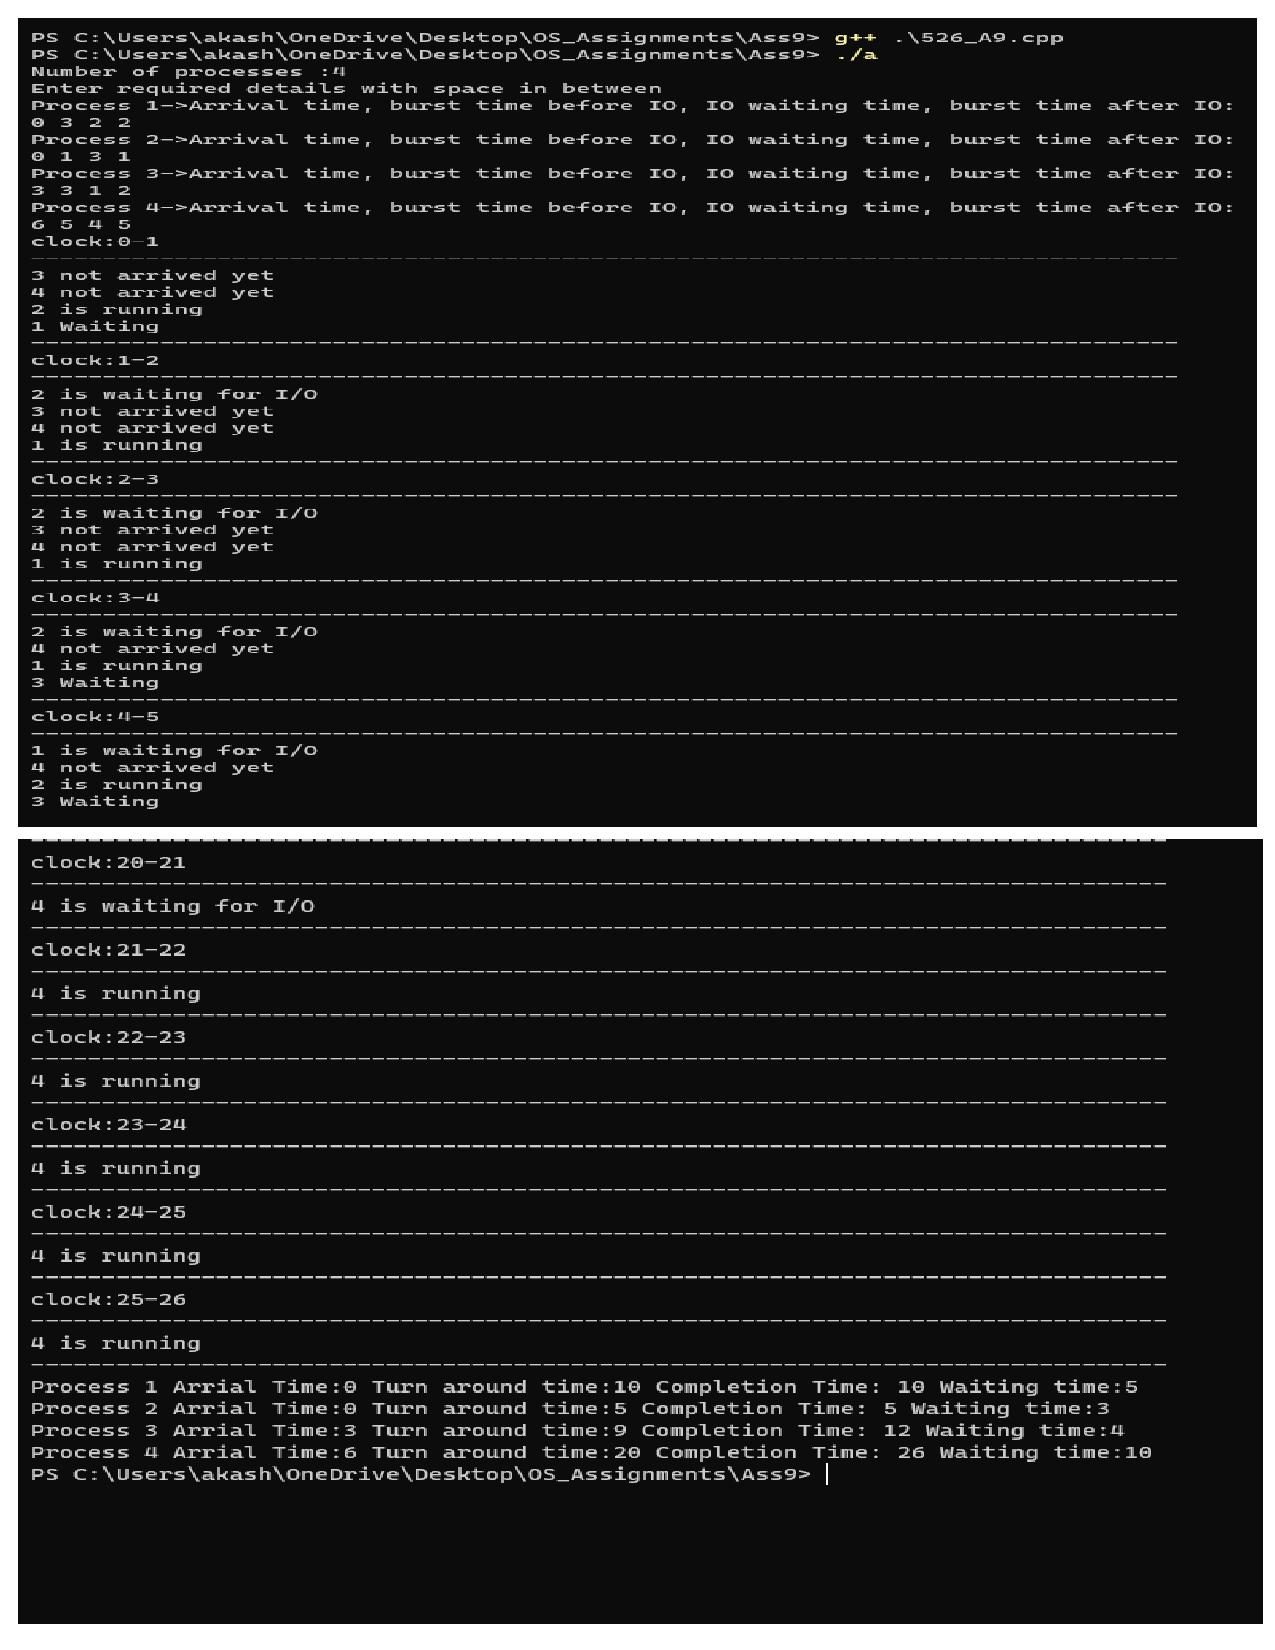 PS C:\Users\akash\OneDrive\Desktop\OS_Assignments\Ass9> g++ .\526_A9.cpp
PS C:\Users\akash\OneDrive\Desktop\OS_Assignments\Ass9> ./a
Number of processes :4
Enter required details with space in between
Process 1->Arrival time, burst time before IO, IO waiting time, burst time after IO:
0 3 2 2
Process 2->Arrival time, burst time before IO, IO waiting time, burst time after IO:
0 1 3 1
Process 3->Arrival time, burst time before IO, IO waiting time, burst time after IO:
3 3 1 2
Process 4->Arrival time, burst time before IO, IO waiting time, burst time after IO:
6 5 4 5
clock:0-1
--------------------------------------------------------------------------------
3 not arrived yet
4 not arrived yet
2 is running
1 Waiting
--------------------------------------------------------------------------------
clock:1-2
--------------------------------------------------------------------------------
2 is waiting for I/O
3 not arrived yet
4 not arrived yet
1 is running
--------------------------------------------------------------------------------
clock:2-3
--------------------------------------------------------------------------------
2 is waiting for I/O
3 not arrived yet
4 not arrived yet
1 is running
--------------------------------------------------------------------------------
clock:3-4
--------------------------------------------------------------------------------
2 is waiting for I/O
4 not arrived yet
1 is running
3 Waiting
--------------------------------------------------------------------------------
clock:4-5
--------------------------------------------------------------------------------
1 is waiting for I/O
4 not arrived yet
2 is running
3 Waiting
--------------------------------------------------------------------------------
clock:20-21
--------------------------------------------------------------------------------
4 is waiting for I/O
--------------------------------------------------------------------------------
clock:21-22
--------------------------------------------------------------------------------
4 is running
--------------------------------------------------------------------------------
clock:22-23
--------------------------------------------------------------------------------
4 is running
--------------------------------------------------------------------------------
clock:23-24
--------------------------------------------------------------------------------
4 is running
--------------------------------------------------------------------------------
clock:24-25
--------------------------------------------------------------------------------
4 is running
--------------------------------------------------------------------------------
clock:25-26
--------------------------------------------------------------------------------
4 is running
--------------------------------------------------------------------------------
Process 1 Arrial Time:0 Turn around time:10 Completion Time: 10 Waiting time:5
Process 2 Arrial Time:0 Turn around time:5 Completion Time: 5 Waiting time:3
Process 3 Arrial Time:3 Turn around time:9 Completion Time: 12 Waiting time:4
Process 4 Arrial Time:6 Turn around time:20 Completion Time: 26 Waiting time:10
PS C:\Users\akash\OneDrive\Desktop\OS_Assignments\Ass9>